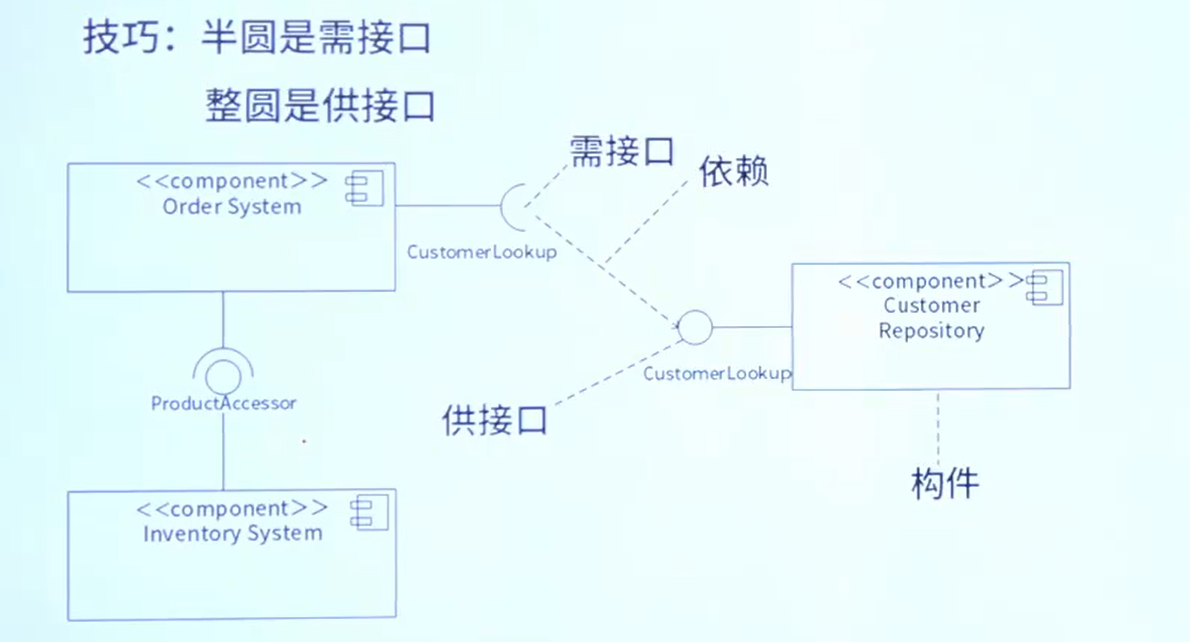 技巧：半圆是需接口
整圆是供接口
需接口
依赖
<<component>>
Order System
CustomerLookup
<<component>>
Customer
Repository
CustomerLookup
ProductAccessor
供接口
构件
<<component>>
Inventory System